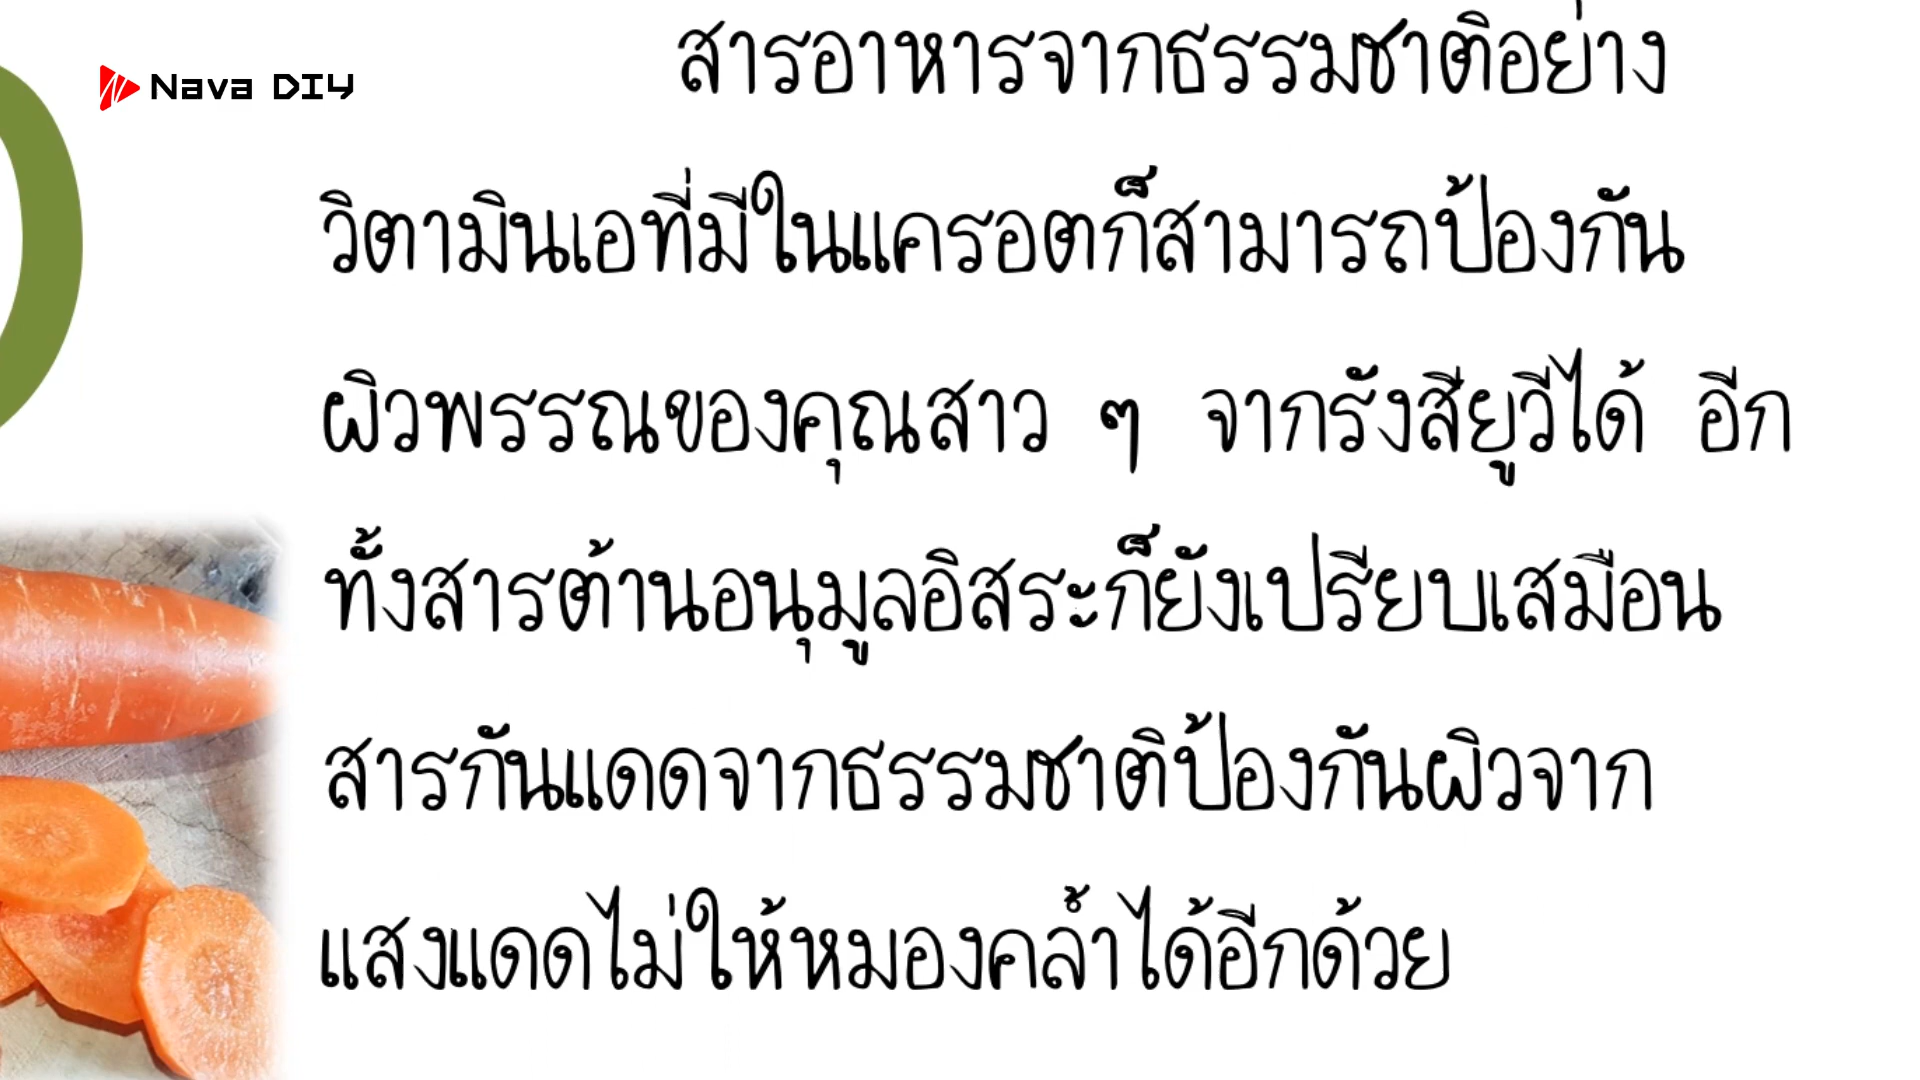 Nava DIY
สารอาหารจากธรรมชาติอย่าง
วิตามินเอที่มีในแครอตก็สามารถป้องกัน
ผิวพรรณของคุณสาว ๆ จากรังสียูวีได้ อีก
ทั้งสารต้านอนุมูลอิสระก็ยังเปรียบเสมือน
สารกันแดดจากธรรมชาติป้องกันผิวจาก
แสงแดดไม่ให้หมองคล้ำได้อีกด้วย